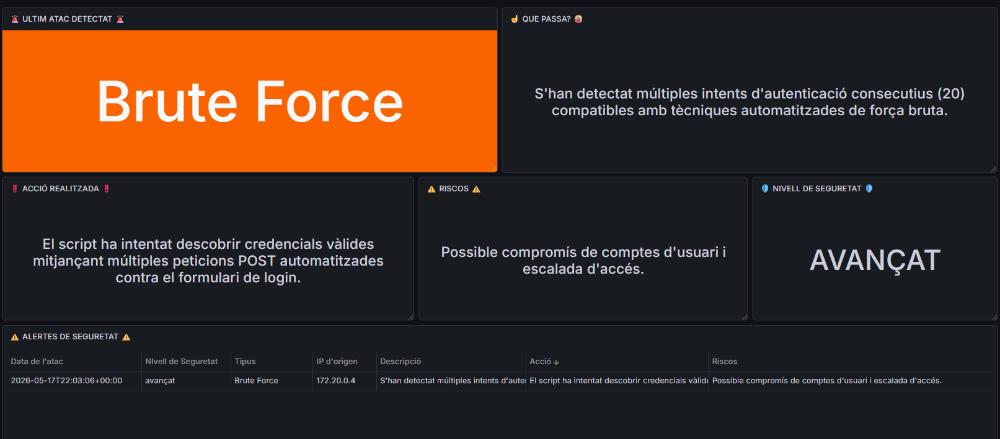 🚨 ULTIM ATAC DETECTAT 🚨
Brute Force
☝️ QUE PASSA? 🤡
S'han detectat múltiples intents d'autenticació consecutius (20)
compatibles amb tècniques automatitzades de força bruta.
‼️ ACCIÓ REALITZADA ‼️
El script ha intentat descobrir credencials vàlides
mitjançant múltiples peticions POST automatitzades
contra el formulari de login.
⚠️ RISCOS ⚠️
Possible compromís de comptes d'usuari i
escalada d'accés.
🛡️ NIVELL DE SEGURETAT 🛡️
AVANÇAT
⚠️ ALERTES DE SEGURETAT ⚠️
Data de l'atac NIvell de Seguretat Tipus IP d'origen Descripció Acció ↓ Riscos
2026-05-17T22:03:06+00:00 avançat Brute Force 172.20.0.4 S'han detectat múltiples intents d'auter El script ha intentat descobrir credencials vàlide Possible compromís de comptes d'usuari i escalada d'accés.